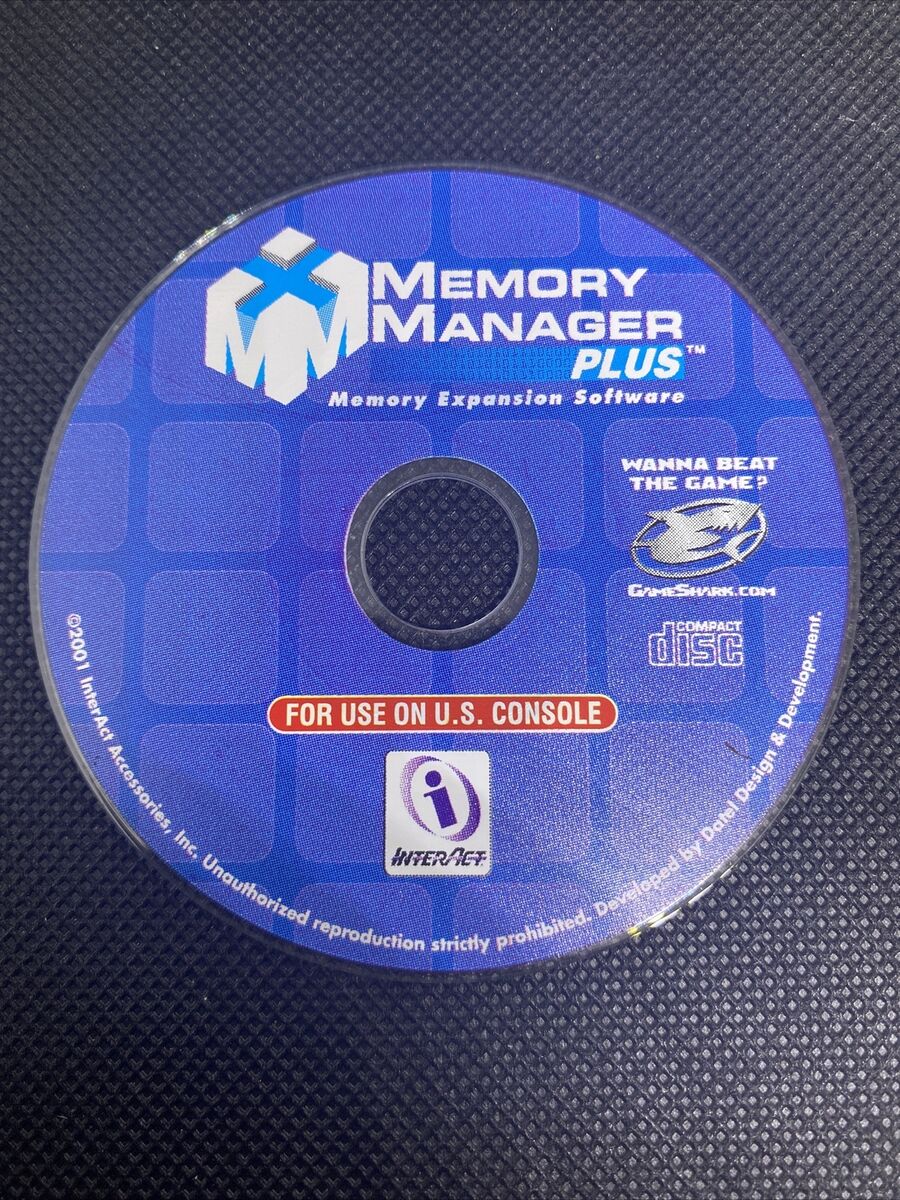 MEMORY
MANAGER
PLUS™
Memory Expansion Software
WANNA BEAT
THE GAME?
GAMESHARK.COM
COMPACT
disc
FOR USE ON U.S. CONSOLE
i
INTERACT
©2001 InterAct Accessories, Inc. Unauthorized reproduction strictly prohibited. Developed by Datel Design & Development.